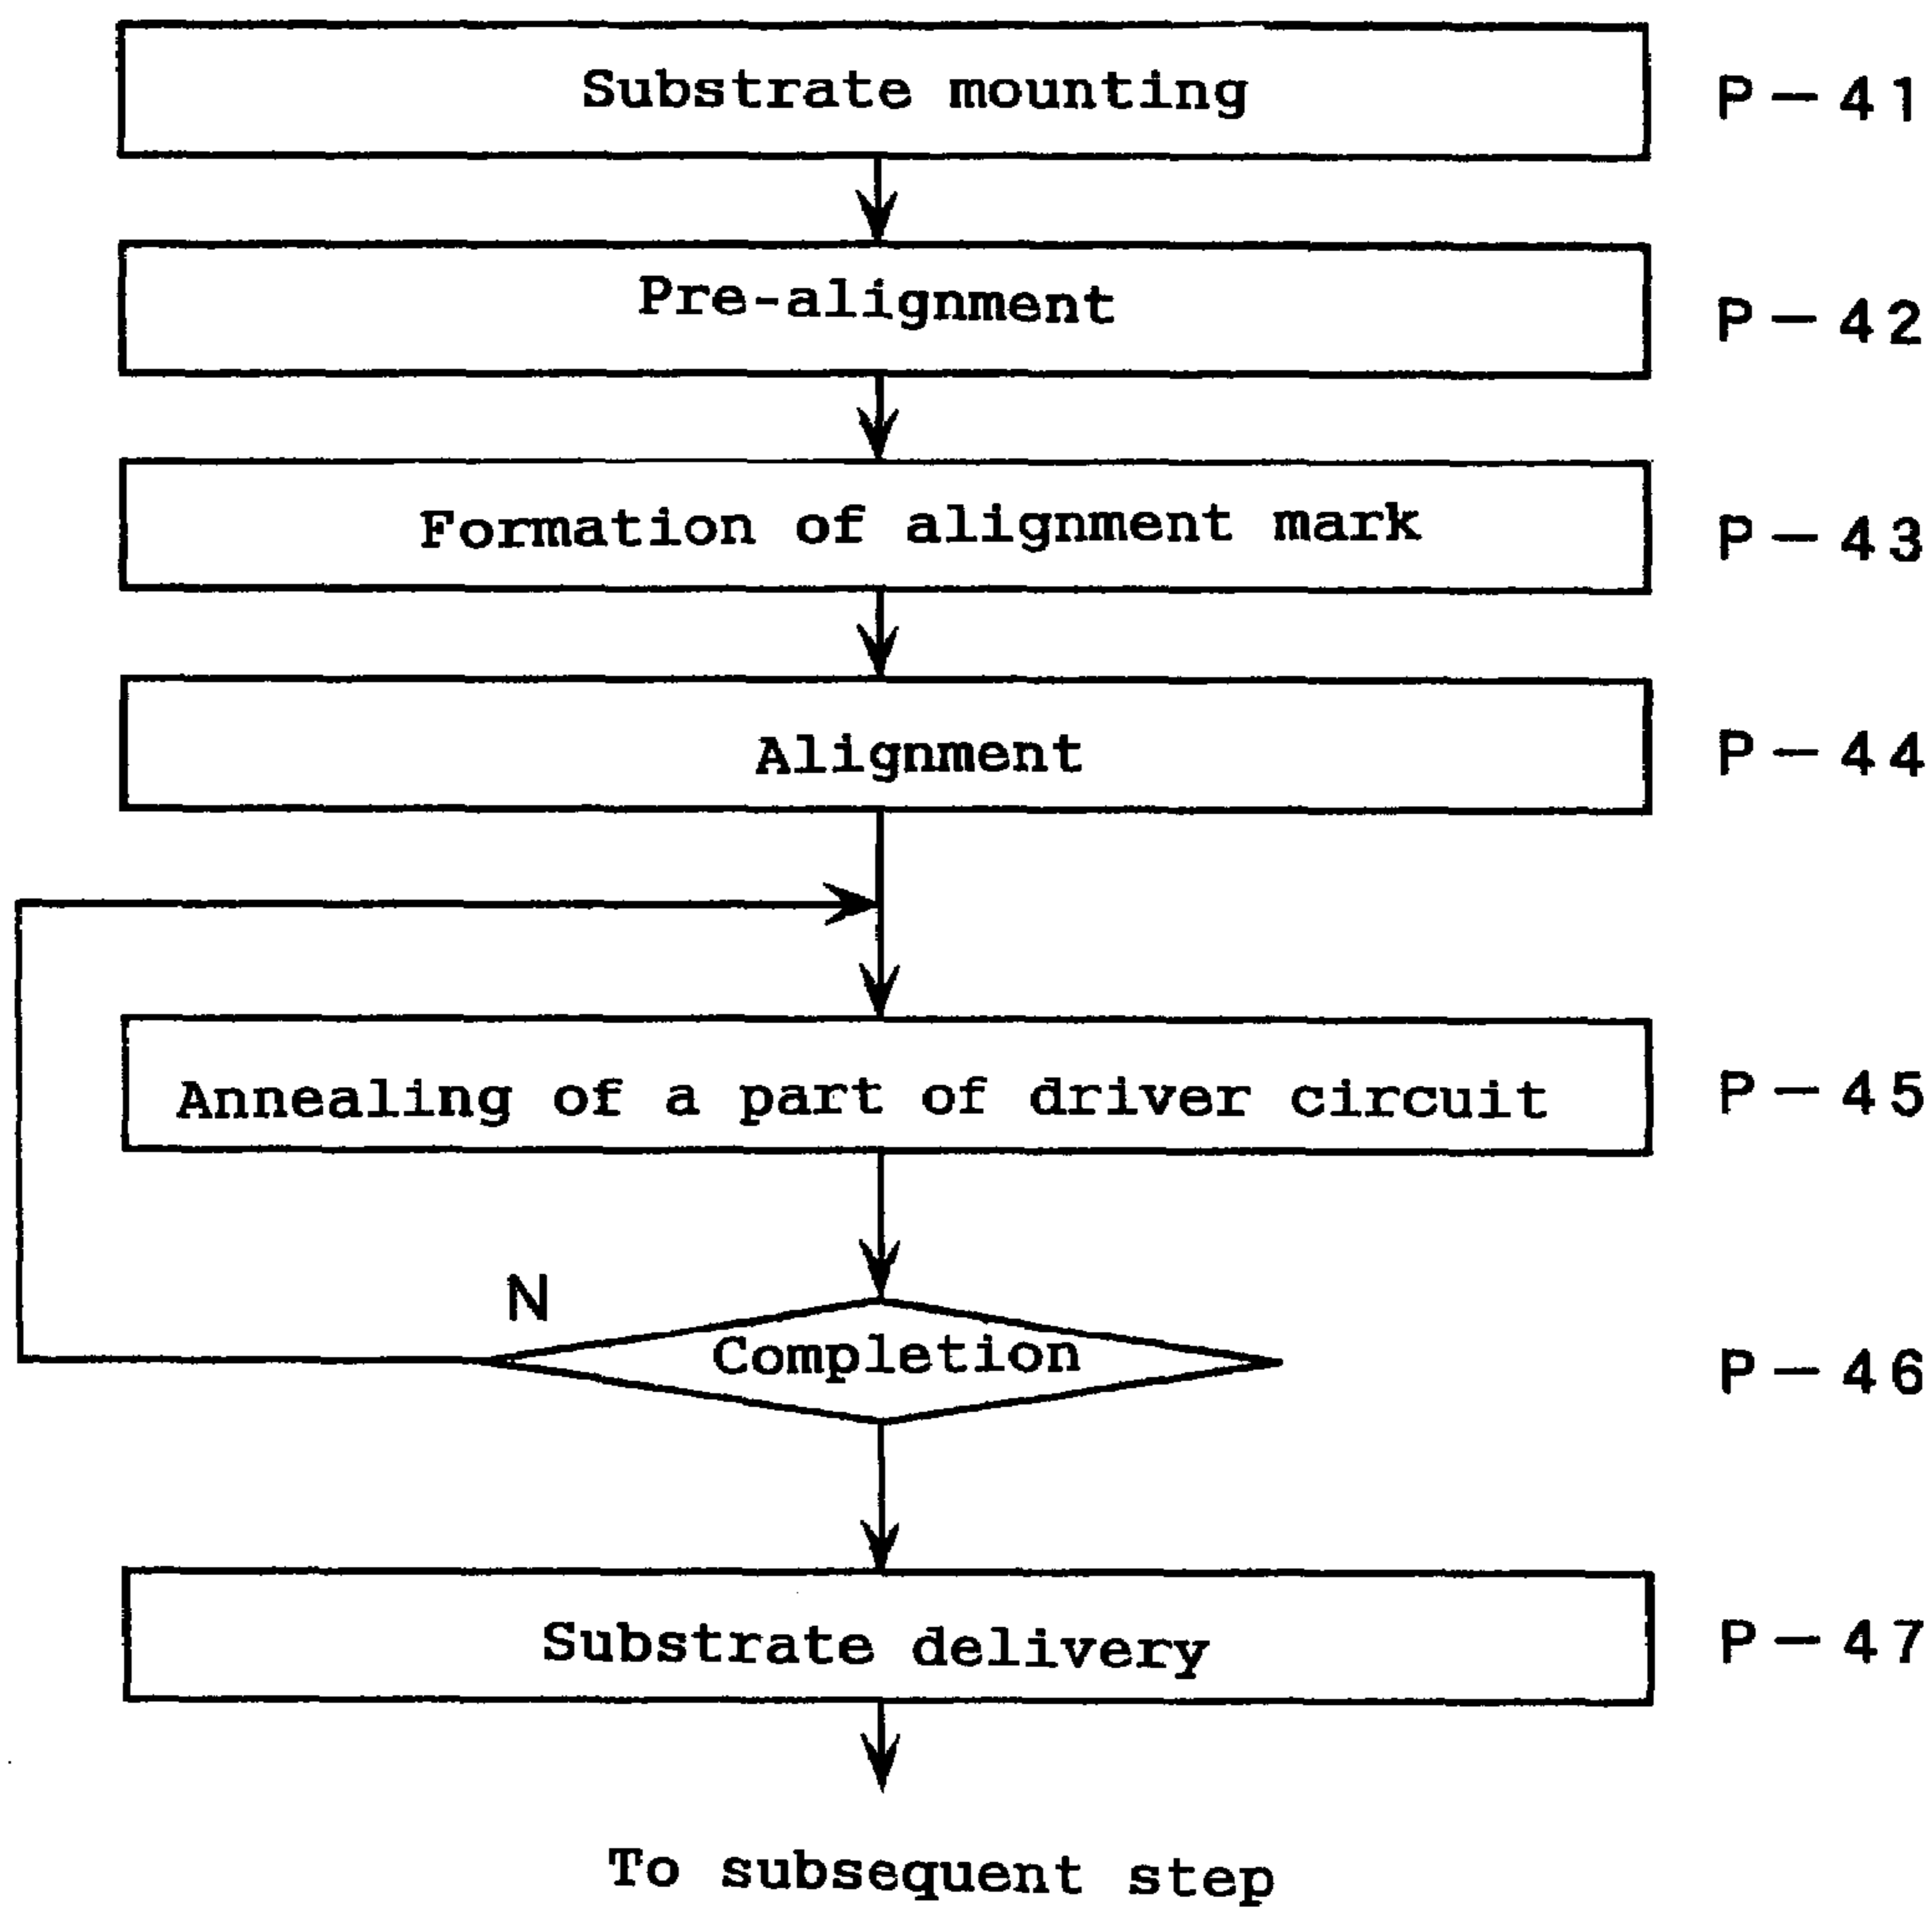 Substrate mounting P-41
Pre-alignment P-42
Formation of alignment mark P-43
Alignment P-44
Annealing of a part of driver circuit P-45
N
Completion P-46
Substrate delivery P-47
To subsequent step